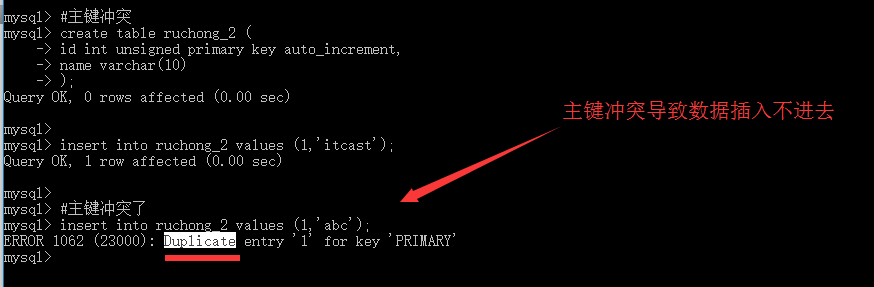 mysql> #主键冲突
mysql> create table ruchong_2 (
    -> id int unsigned primary key auto_increment,
    -> name varchar(10)
    -> );
Query OK, 0 rows affected (0.00 sec)
主键冲突导致数据插入不进去
mysql>
mysql> insert into ruchong_2 values (1,'itcast');
Query OK, 1 row affected (0.00 sec)
mysql>
mysql> #主键冲突了
mysql> insert into ruchong_2 values (1,'abc');
ERROR 1062 (23000): Duplicate entry '1' for key 'PRIMARY'
mysql>